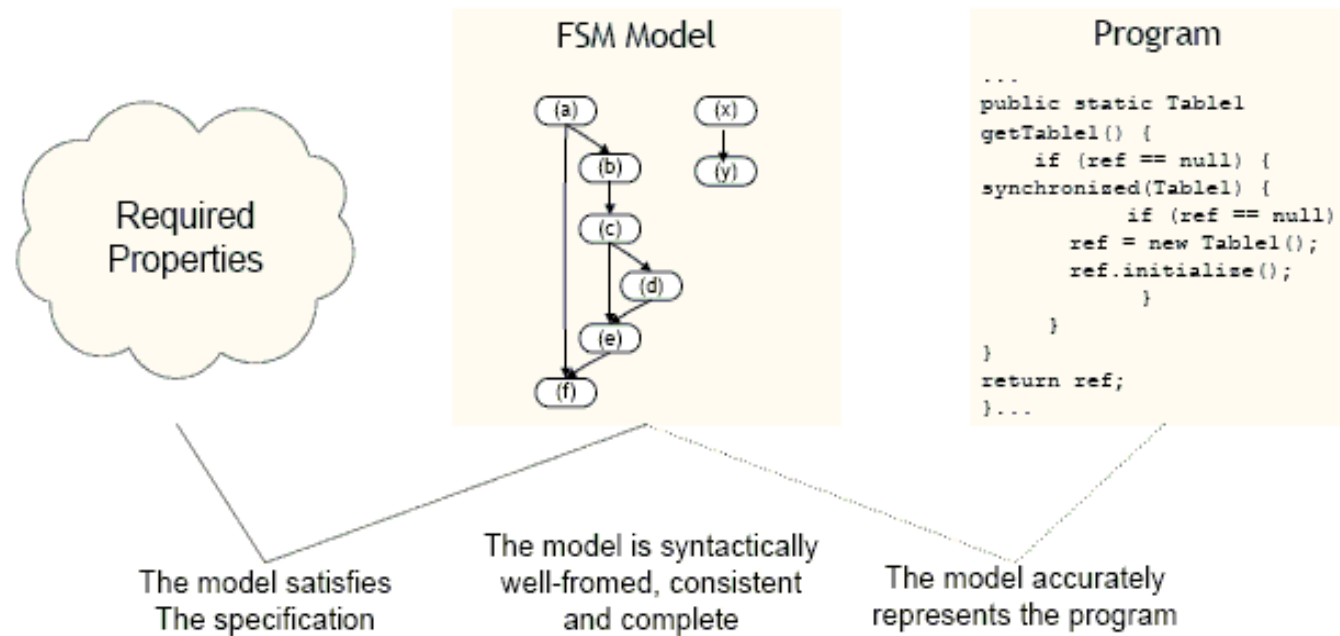 Required
Properties
FSM Model
(a)
(x)
(b)
(y)
(c)
(d)
(e)
(f)
Program
...
public static Table1
getTable1() {
if (ref == null) {
synchronized(Table1) {
if (ref == null)
ref = new Table1();
ref.initialize();
}
}
}
return ref;
}...
The model satisfies
The specification
The model is syntactically
well-fromed, consistent
and complete
The model accurately
represents the program